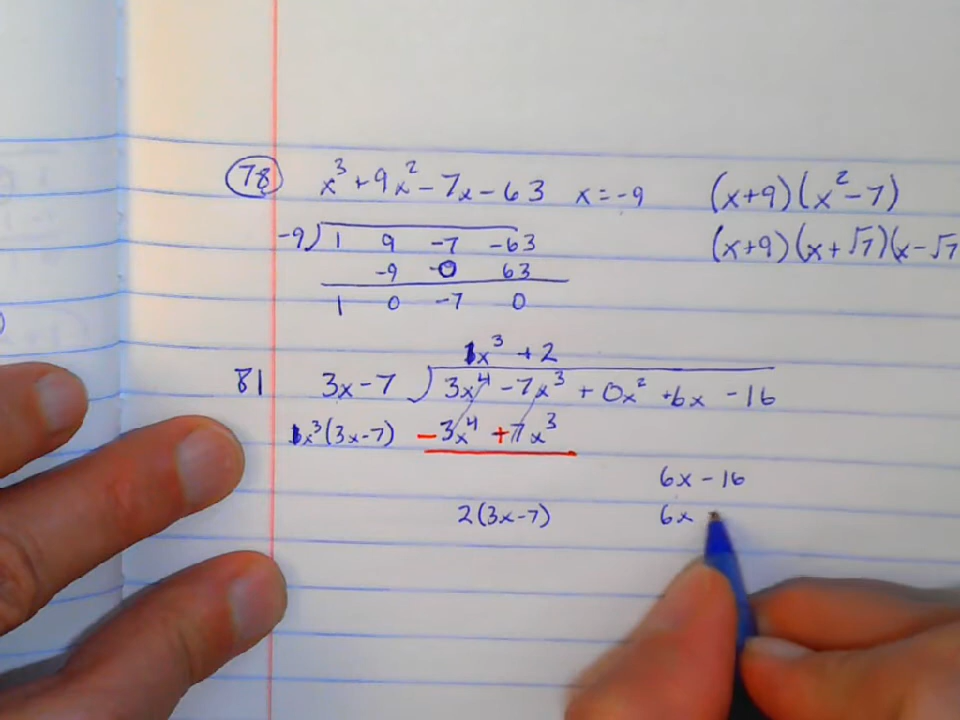 78 x³ + 9x² - 7x - 63 x = -9 (x+9)(x² - 7)
(x+9)(x+√7)(x-√7
-9) 1 9 -7 -63
-9 -0 63
1 0 -7 0
1x³ + 2
81 3x - 7 ) 3x⁴ - 7x³ + 0x² + 6x - 16
1x³(3x-7) - 3x⁴ + 7x³
6x - 16
2(3x-7) 6x